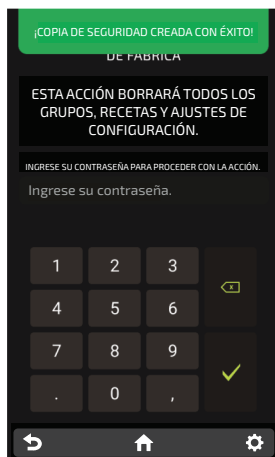 ¡COPIA DE SEGURIDAD CREADA CON ÉXITO!
DE FÁBRICA
ESTA ACCIÓN BORRARÁ TODOS LOS
GRUPOS, RECETAS Y AJUSTES DE
CONFIGURACIÓN.
INGRESE SU CONTRASEÑA PARA PROCEDER CON LA ACCIÓN.
Ingrese su contraseña.
1 2 3
4 5 6
7 8 9
. 0 ,